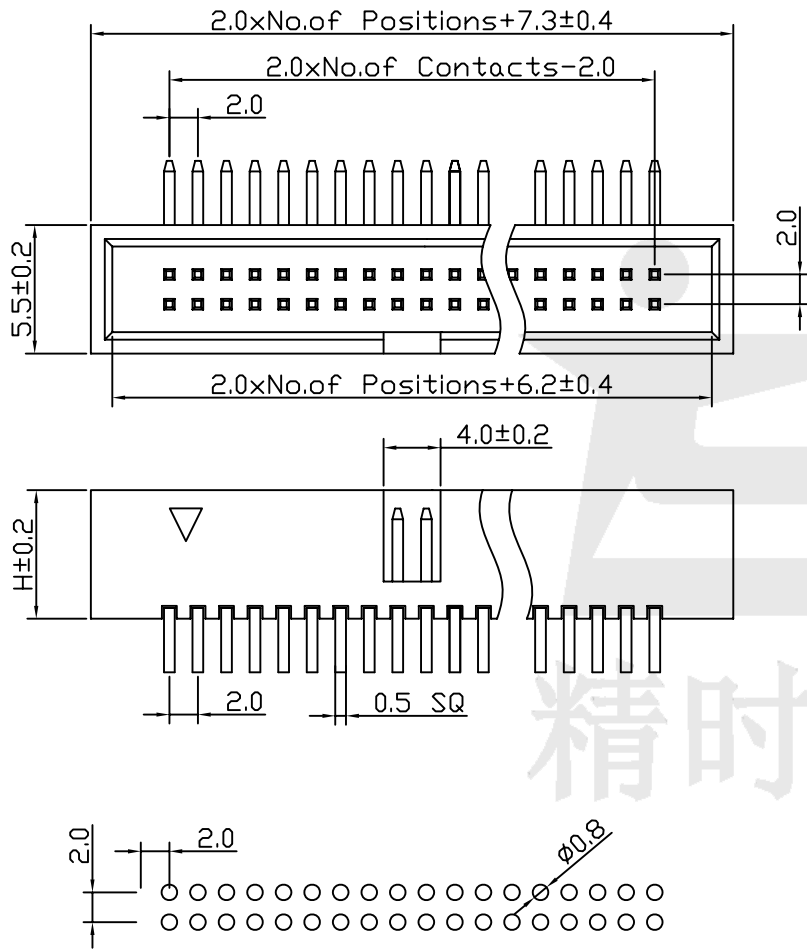 2.0xNo.of Positions+7.3±0.4
2.0xNo.of Contacts-2.0
2.0
2.0
5.5±0.2
2.0xNo.of Positions+6.2±0.4
4.0±0.2
H±0.2
2.0
0.5 SQ
精时
2.0
2.0
ø0.8